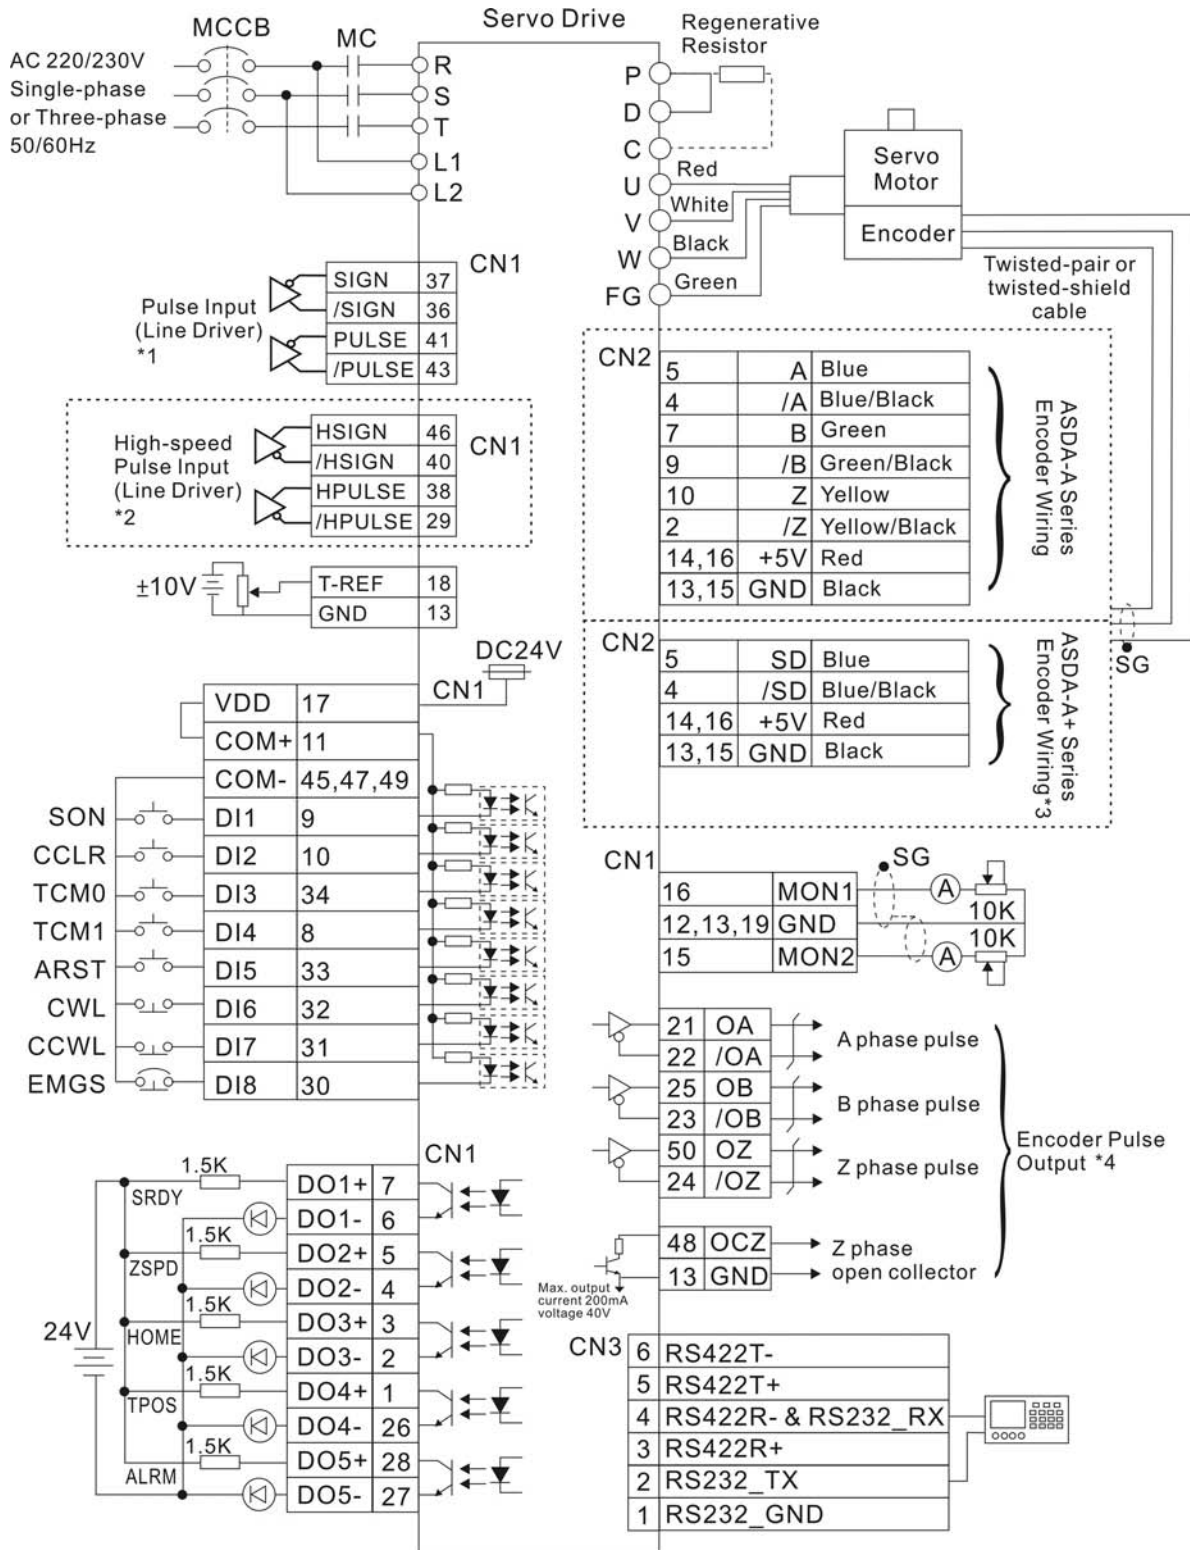 Servo Drive
MCCB
MC
AC 220/230V
Single-phase
or Three-phase
50/60Hz
R
S
T
L1
L2
Regenerative
Resistor
P
D
C
U
V
W
FG
Red
White
Black
Green
Servo
Motor
Encoder
Twisted-pair or
twisted-shield
cable
CN1
Pulse Input
(Line Driver)
*1
SIGN 37
/SIGN 36
PULSE 41
/PULSE 43
CN1
High-speed
Pulse Input
(Line Driver)
*2
HSIGN 46
/HSIGN 40
HPULSE 38
/HPULSE 29
±10V
T-REF 18
GND 13
CN2
5 A Blue
4 /A Blue/Black
7 B Green
9 /B Green/Black
10 Z Yellow
2 /Z Yellow/Black
14,16 +5V Red
13,15 GND Black
ASDA-A Series
Encoder Wiring
CN2
5 SD Blue
4 /SD Blue/Black
14,16 +5V Red
13,15 GND Black
ASDA-A+ Series
Encoder Wiring*3
SG
DC24V
CN1
VDD 17
COM+ 11
COM- 45,47,49
SON DI1 9
CCLR DI2 10
TCM0 DI3 34
TCM1 DI4 8
ARST DI5 33
CWL DI6 32
CCWL DI7 31
EMGS DI8 30
CN1
SG
16 MON1
12,13,19 GND
15 MON2
A
10K
10K
A
21 OA
22 /OA
A phase pulse
25 OB
23 /OB
B phase pulse
50 OZ
24 /OZ
Z phase pulse
Encoder Pulse
Output *4
48 OCZ
13 GND
Z phase
open collector
Max. output
current 200mA
voltage 40V
CN1
24V
1.5K
SRDY
DO1+ 7
DO1- 6
1.5K
ZSPD
DO2+ 5
DO2- 4
1.5K
HOME
DO3+ 3
DO3- 2
1.5K
TPOS
DO4+ 1
DO4- 26
1.5K
ALRM
DO5+ 28
DO5- 27
CN3
6 RS422T-
5 RS422T+
4 RS422R- & RS232_RX
3 RS422R+
2 RS232_TX
1 RS232_GND